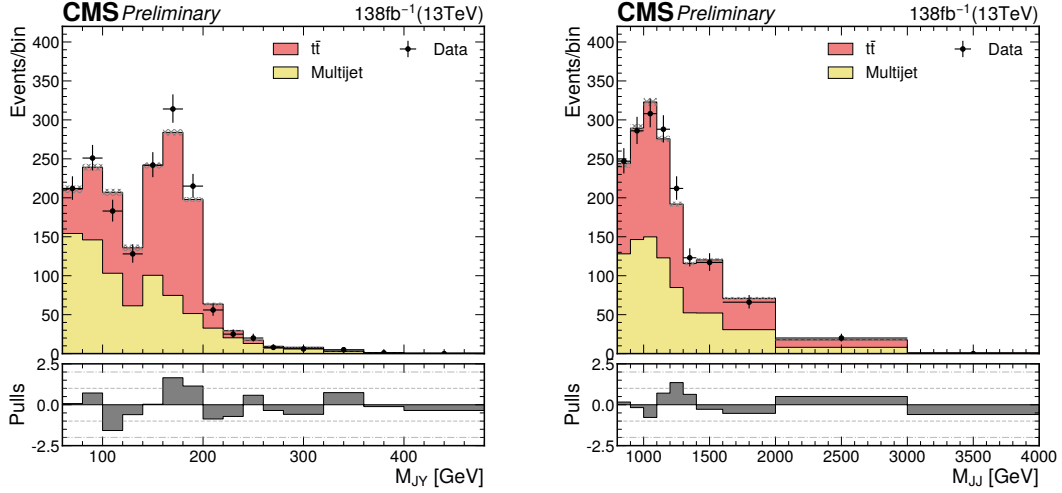 CMS Preliminary 138fb⁻¹(13TeV)
Events/bin
400
350
300
250
200
150
100
50
0
tt̄
Multijet
Data
Pulls
2.5
0.0
-2.5
100 200 300 400
M_JY [GeV]
CMS Preliminary 138fb⁻¹(13TeV)
Events/bin
400
350
300
250
200
150
100
50
0
tt̄
Multijet
Data
Pulls
2.5
0.0
-2.5
1000 1500 2000 2500 3000 3500 4000
M_JJ [GeV]